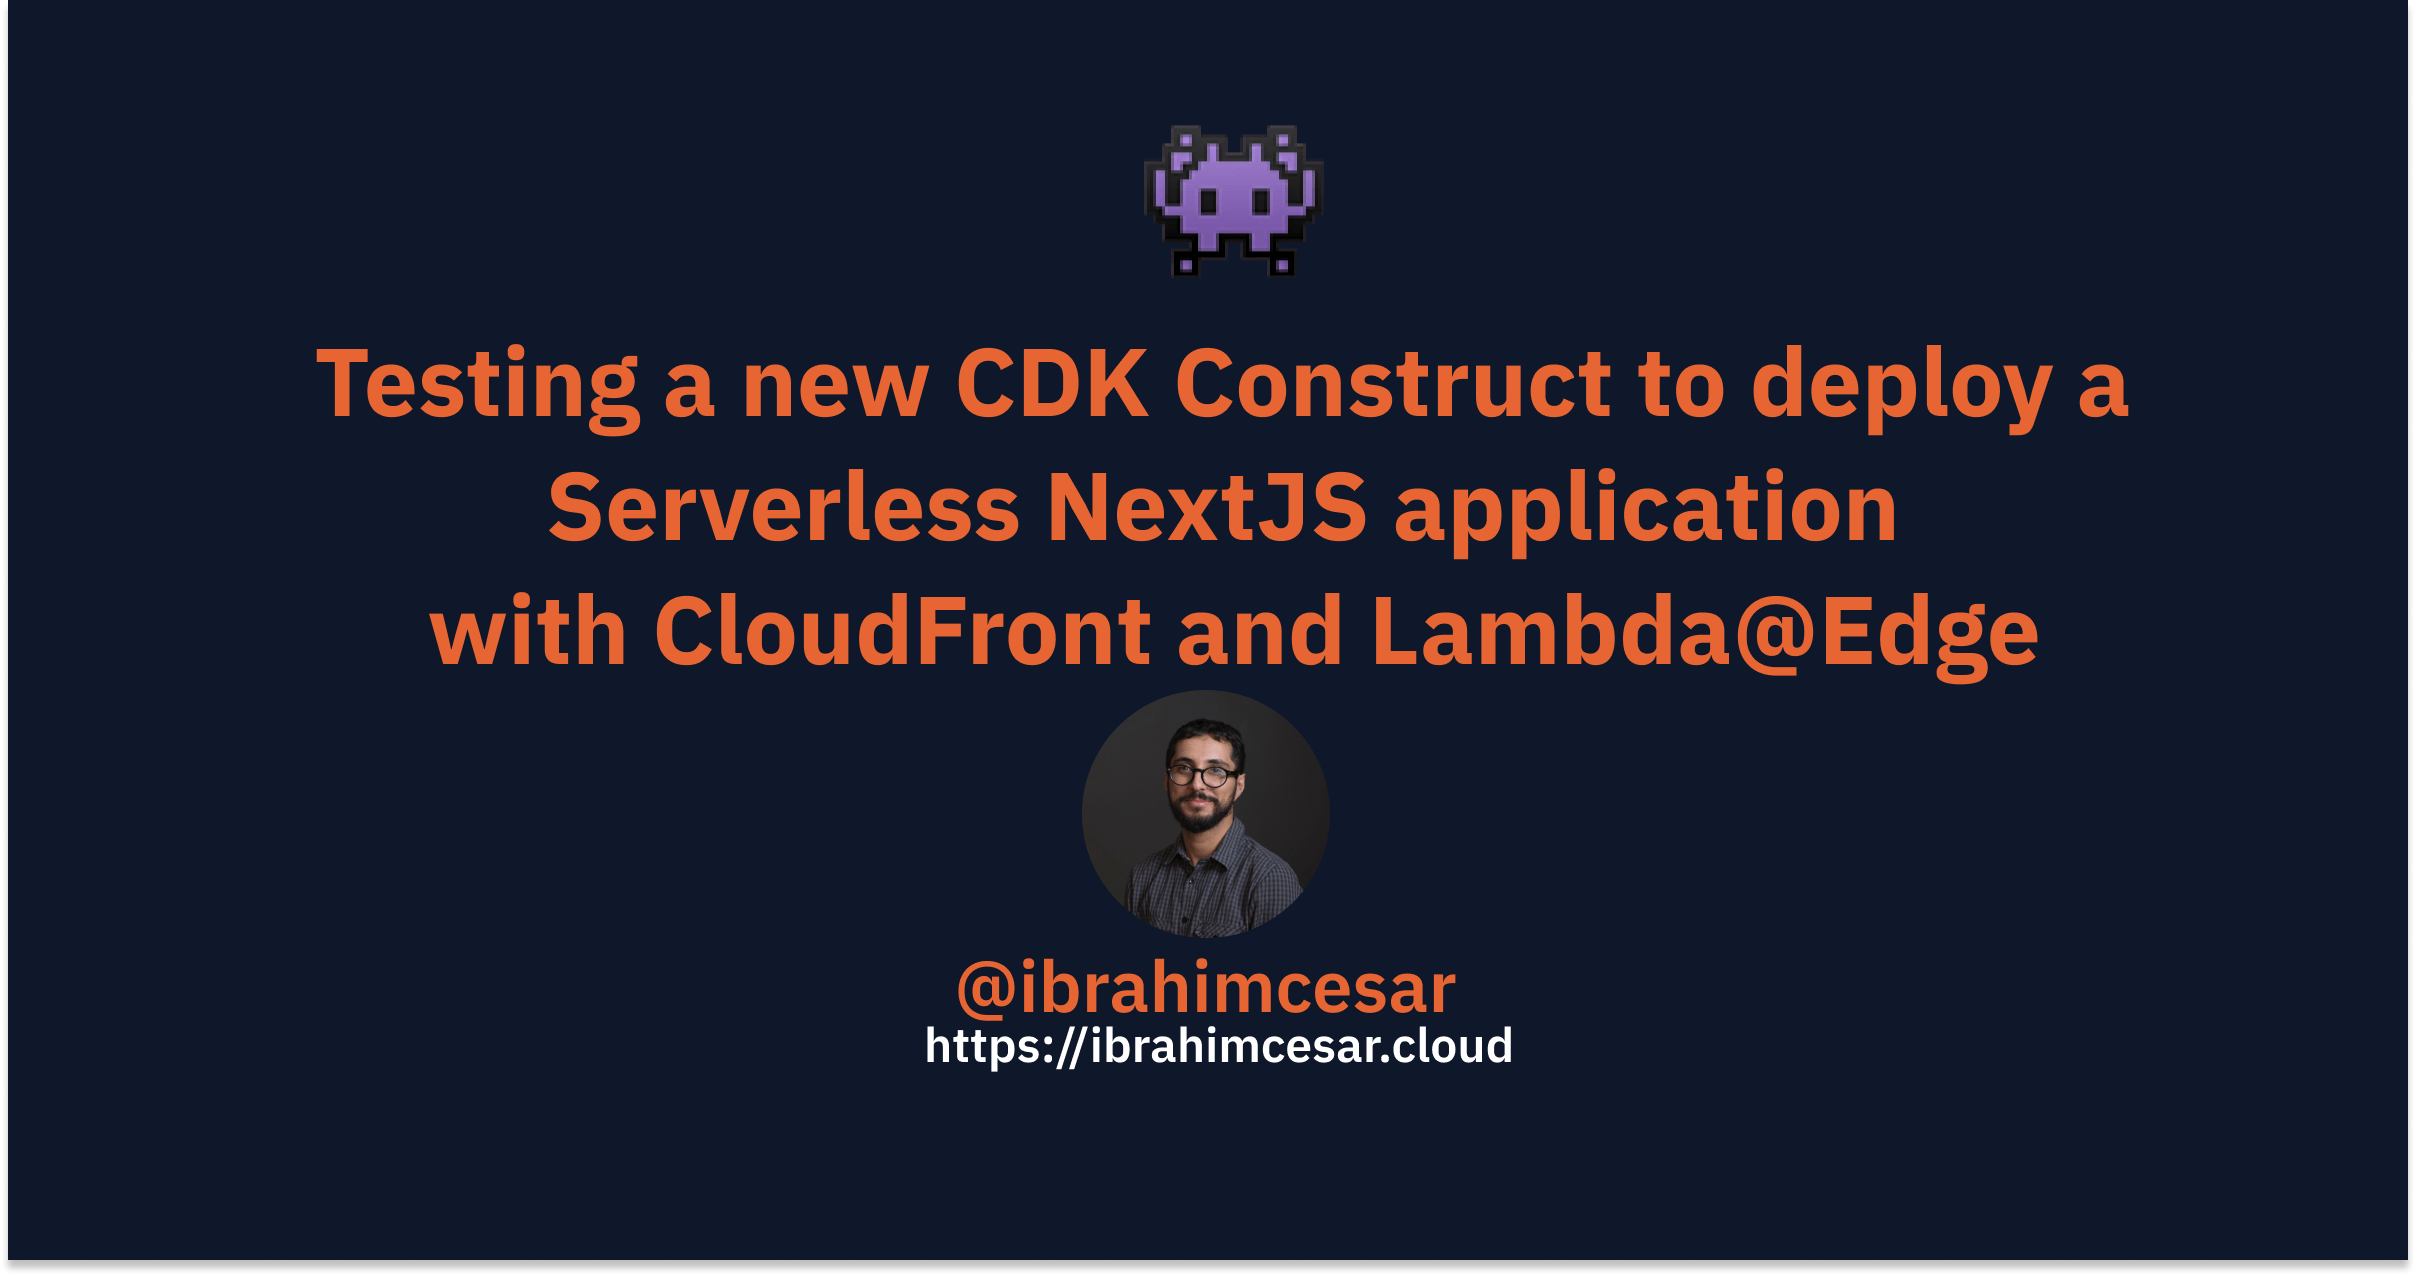 Testing a new CDK Construct to deploy a
Serverless NextJS application
with CloudFront and Lambda@Edge
@ibrahimcesar
https://ibrahimcesar.cloud